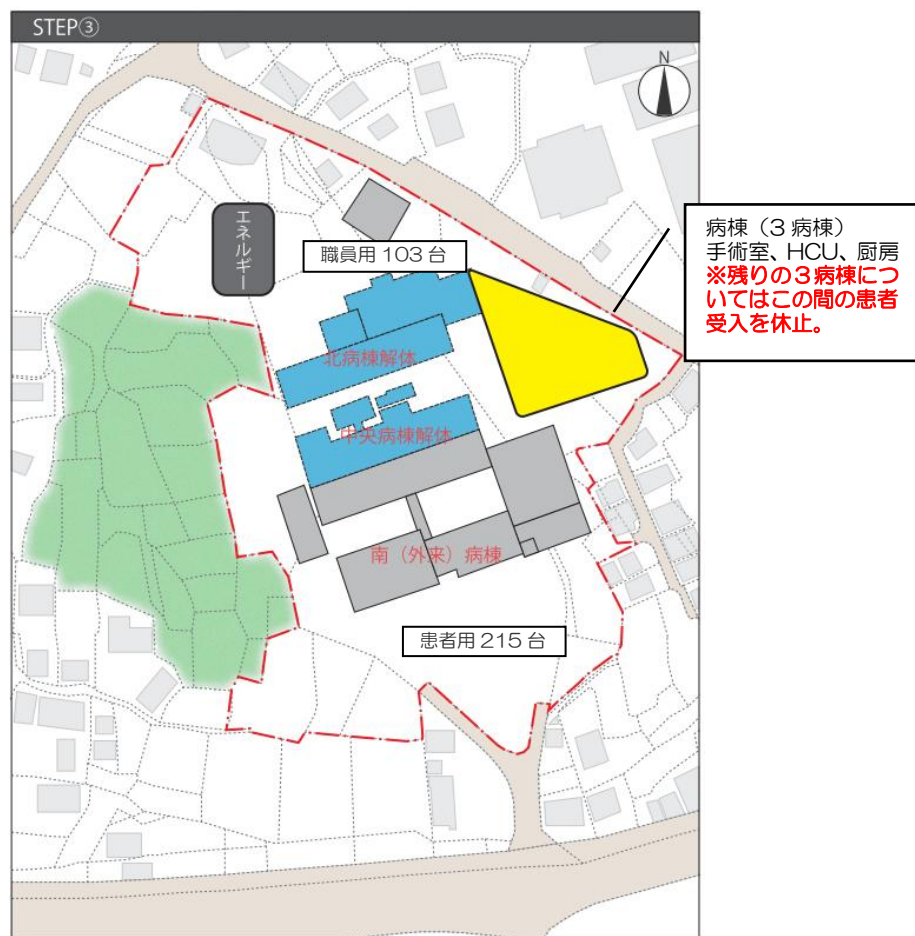 STEP③
N
エネルギー
職員用 103 台
病棟（3 病棟）
手術室、HCU、厨房
※残りの３病棟につ
いてはこの間の患者
受入を休止。
北病棟解体
中央病棟解体
南（外来）病棟
患者用 215 台